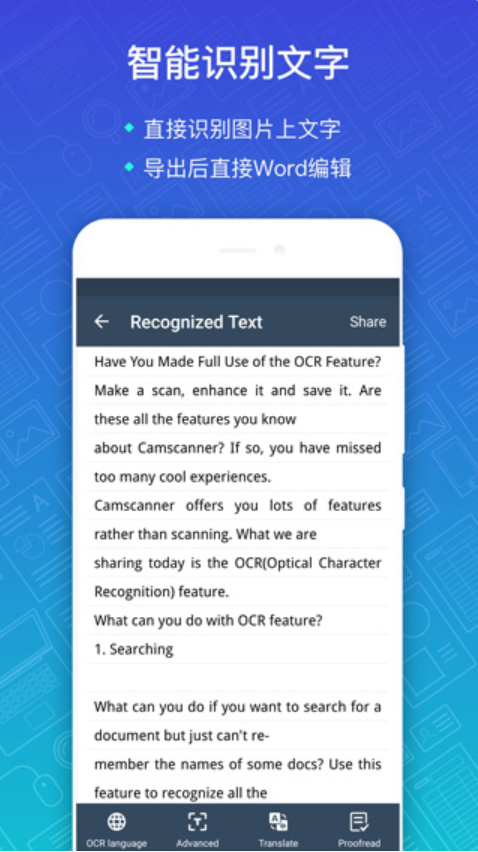 智能识别文字
直接识别图片上文字
导出后直接Word编辑
Recognized Text
Share
Have You Made Full Use of the OCR Feature?
Make a scan, enhance it and save it. Are
these all the features you know
about Camscanner? If so, you have missed
too many cool experiences.
Camscanner offers you lots of features
rather than scanning. What we are
sharing today is the OCR(Optical Character
Recognition) feature.
What can you do with OCR feature?
1. Searching
What can you do if you want to search for a
document but just can't re-
member the names of some docs? Use this
feature to recognize all the
OCR language
Advanced
Translate
Proofread